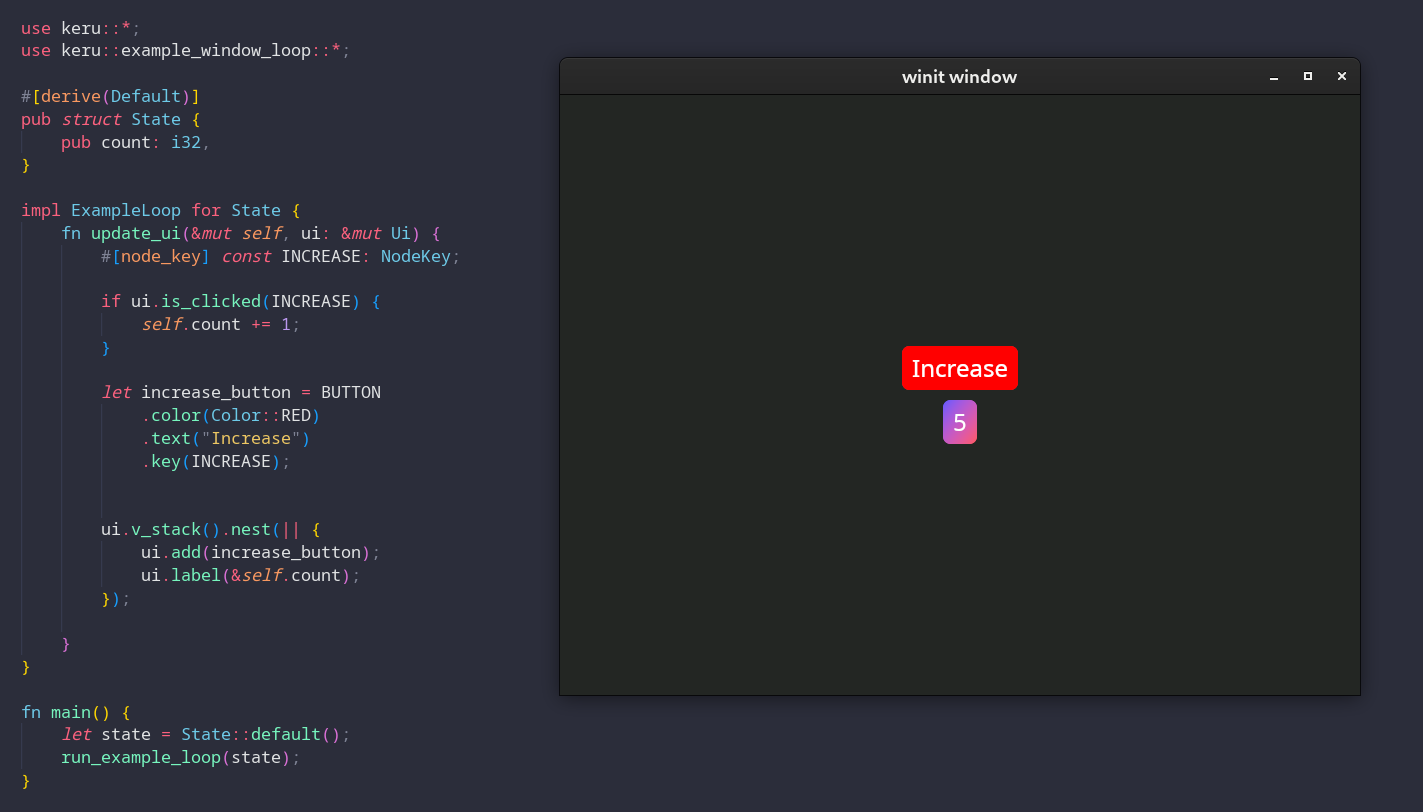 use keru::*;
use keru::example_window_loop::*;

#[derive(Default)]
pub struct State {
    pub count: i32,
}

impl ExampleLoop for State {
    fn update_ui(&mut self, ui: &mut Ui) {
        #[node_key] const INCREASE: NodeKey;

        if ui.is_clicked(INCREASE) {
            self.count += 1;
        }

        let increase_button = BUTTON
            .color(Color::RED)
            .text("Increase")
            .key(INCREASE);


        ui.v_stack().nest(|| {
            ui.add(increase_button);
            ui.label(&self.count);
        });

    }
}

fn main() {
    let state = State::default();
    run_example_loop(state);
}
winit window
Increase
5